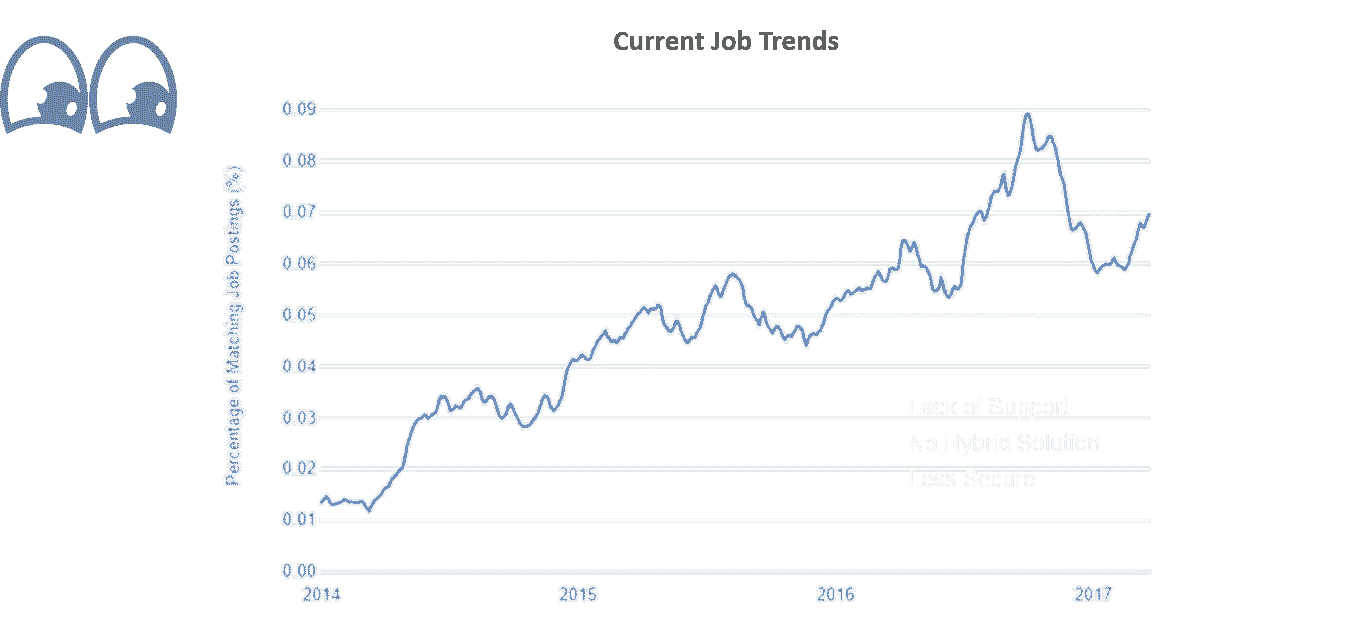 Current Job Trends
Percentage of Matching Job Postings (%)
0.09
0.08
0.07
0.06
0.05
0.04
0.03
0.02
0.01
0.00
2014 2015 2016 2017
Lack of Support
No Hybrid Solution
Less Secure